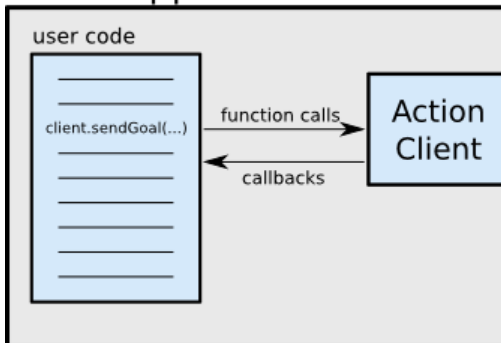 user code
client.sendGoal(...)
function calls
callbacks
Action
Client